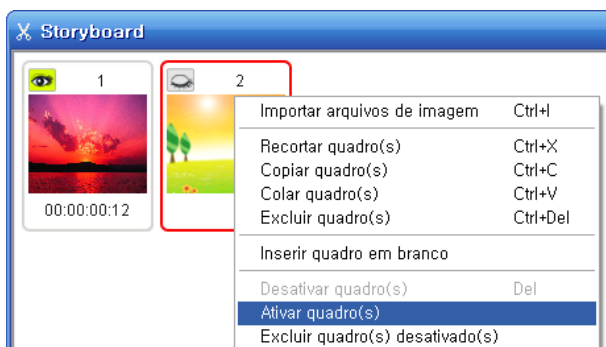 Storyboard
1 2
00:00:00:12
Importar arquivos de imagem Ctrl+I
Recortar quadro(s) Ctrl+X
Copiar quadro(s) Ctrl+C
Colar quadro(s) Ctrl+V
Excluir quadro(s) Ctrl+Del
Inserir quadro em branco
Desativar quadro(s) Del
Ativar quadro(s)
Excluir quadro(s) desativado(s)